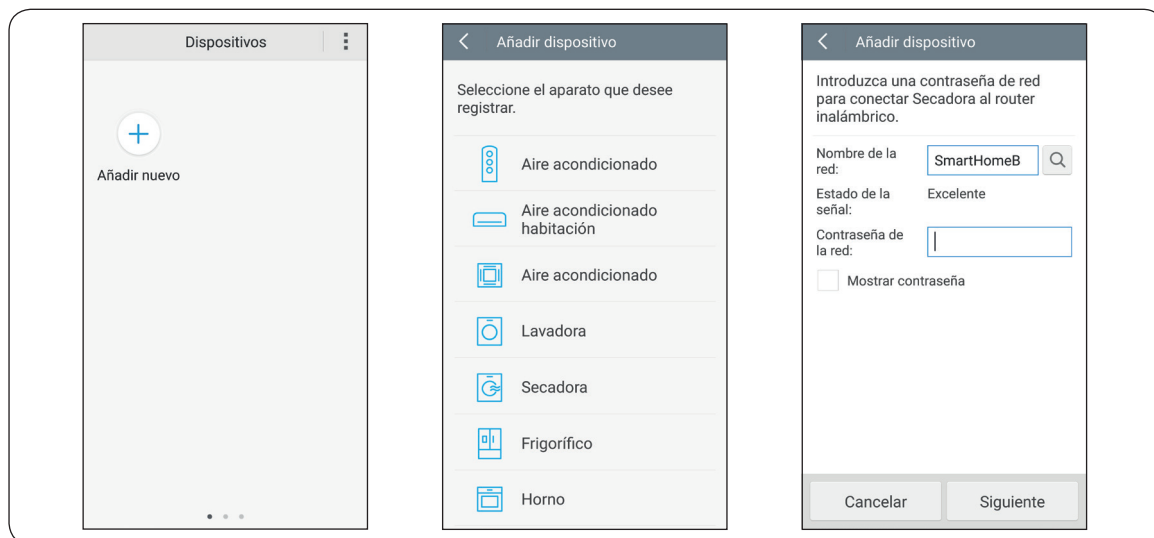 Dispositivos
Añadir nuevo
Añadir dispositivo
Seleccione el aparato que desee
registrar.
Aire acondicionado
Aire acondicionado
habitación
Aire acondicionado
Lavadora
Secadora
Frigorífico
Horno
Añadir dispositivo
Introduzca una contraseña de red
para conectar Secadora al router
inalámbrico.
Nombre de la
red:
SmartHomeB
Estado de la
señal:
Excelente
Contraseña de
la red:
Mostrar contraseña
Cancelar
Siguiente